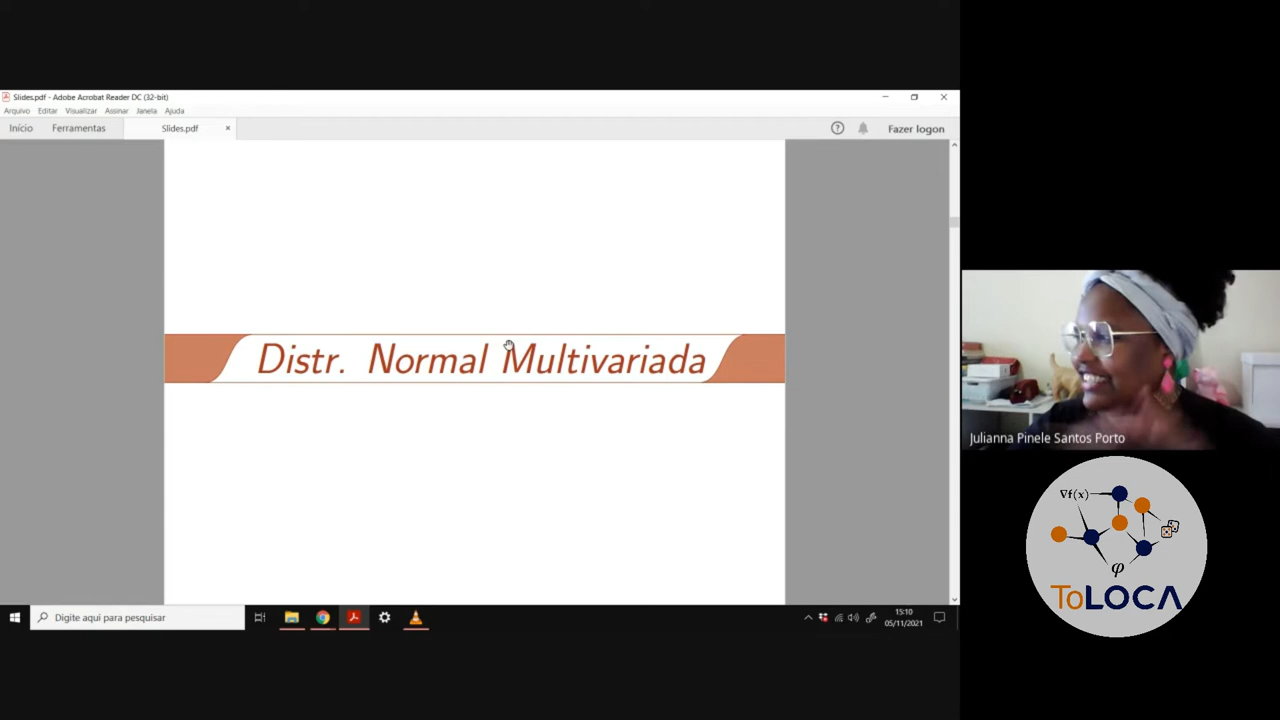 Slides.pdf - Adobe Acrobat Reader DC (32-bit)
Arquivo Editar Visualizar Assinar Janela Ajuda
Início Ferramentas Slides.pdf × Fazer logon
Distr. Normal Multivariada
Julianna Pinele Santos Porto
∇f(x)
φ
ToLOCA
Digite aqui para pesquisar
15:10
05/11/2021